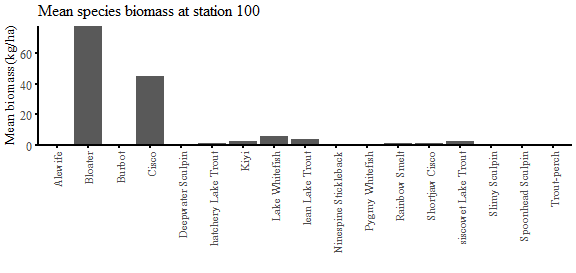 Mean species biomass at station 100
Mean biomass (kg/ha)
60
40
20
0
Alewife
Bloater
Burbot
Cisco
Deepwater Sculpin
hatchery Lake Trout
Kiyi
Lake Whitefish
lean Lake Trout
Ninespine Stickleback
Pygmy Whitefish
Rainbow Smelt
Shortjaw Cisco
siscowet Lake Trout
Slimy Sculpin
Spoonhead Sculpin
Trout-perch